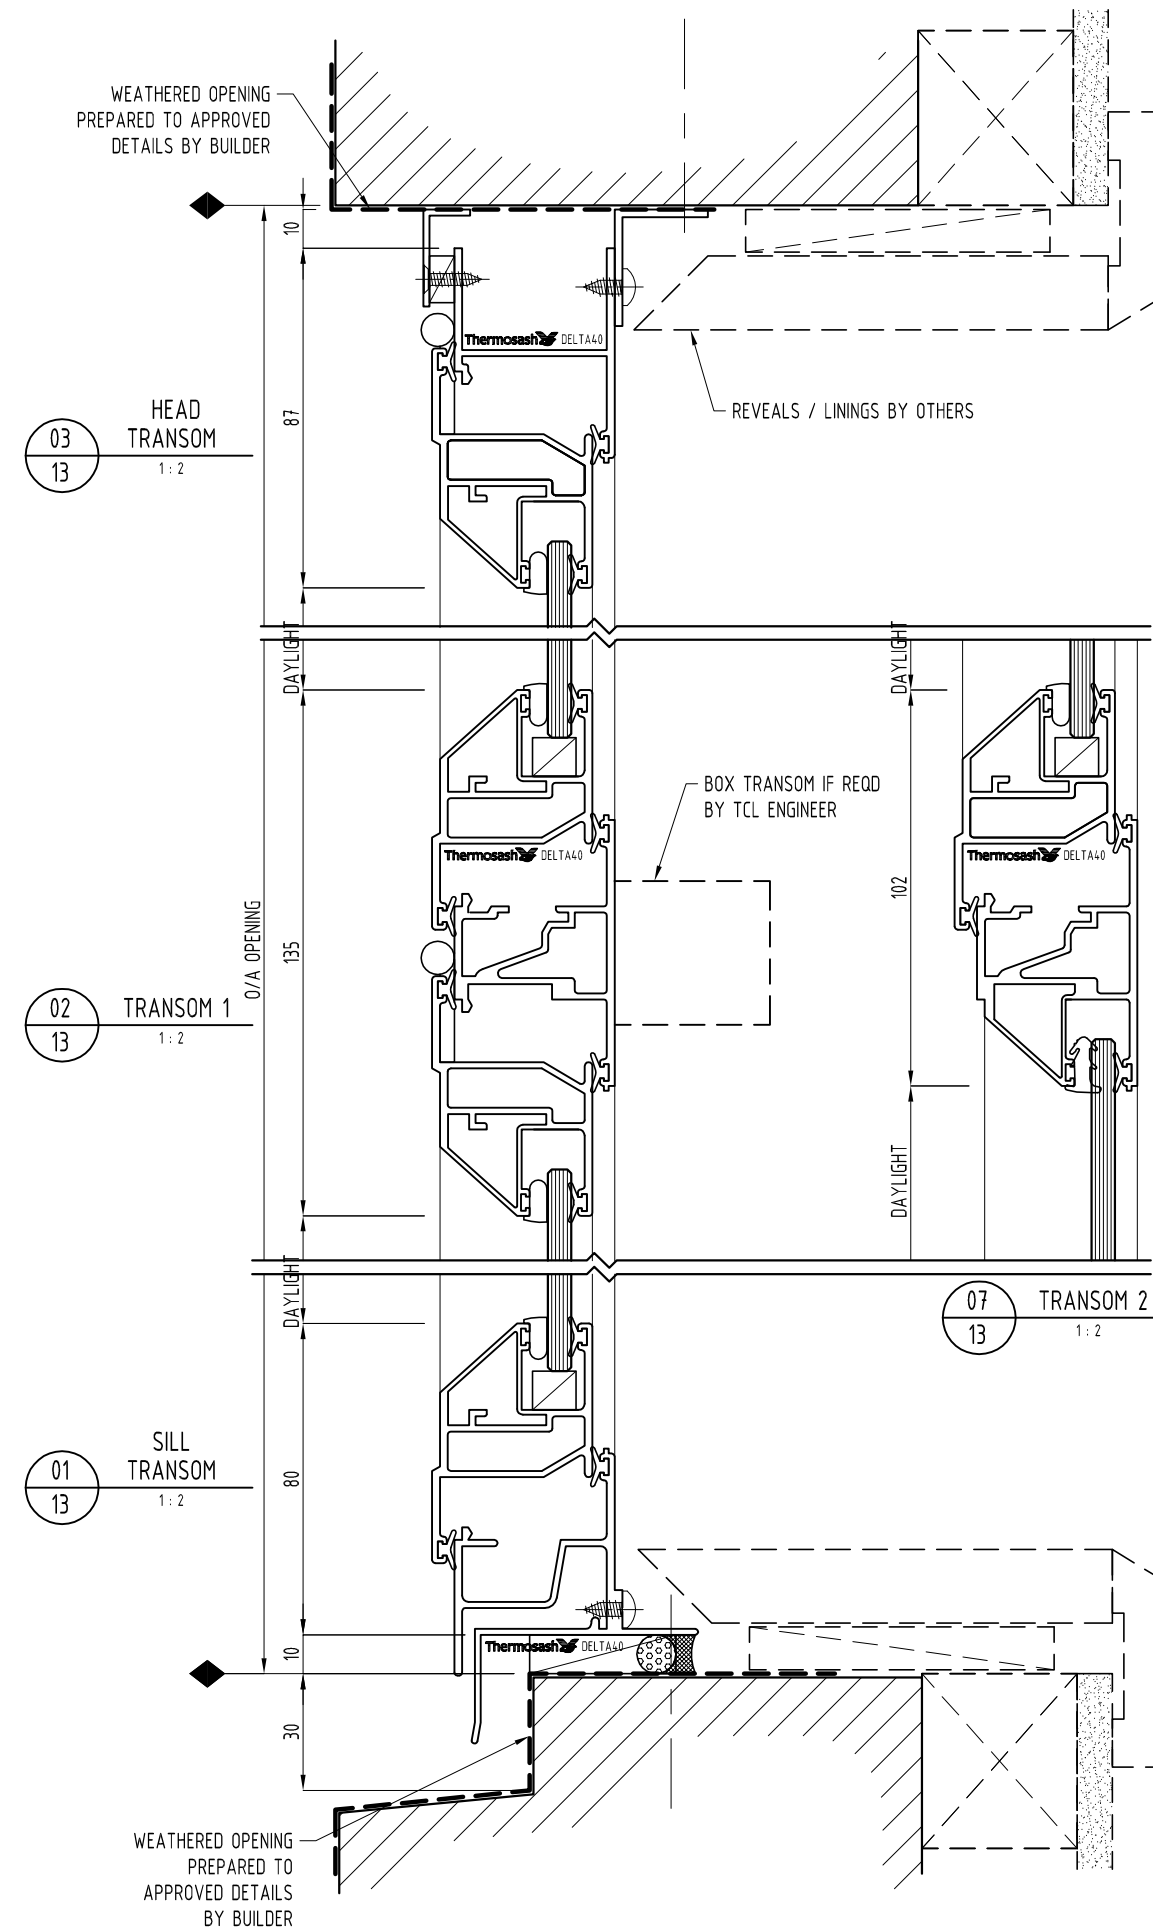 WEATHERED OPENING
PREPARED TO APPROVED
DETAILS BY BUILDER
10
Thermosash DELTA40
REVEALS / LININGS BY OTHERS
87
03
13
HEAD
TRANSOM
1 : 2
DAYLIGHT
DAYLIGHT
BOX TRANSOM IF REQD
BY TCL ENGINEER
Thermosash DELTA40
Thermosash DELTA40
102
O/A OPENING
135
02
13
TRANSOM 1
1 : 2
DAYLIGHT
DAYLIGHT
07
13
TRANSOM 2
1 : 2
01
13
SILL
TRANSOM
1 : 2
80
10
Thermosash DELTA40
30
WEATHERED OPENING
PREPARED TO
APPROVED DETAILS
BY BUILDER